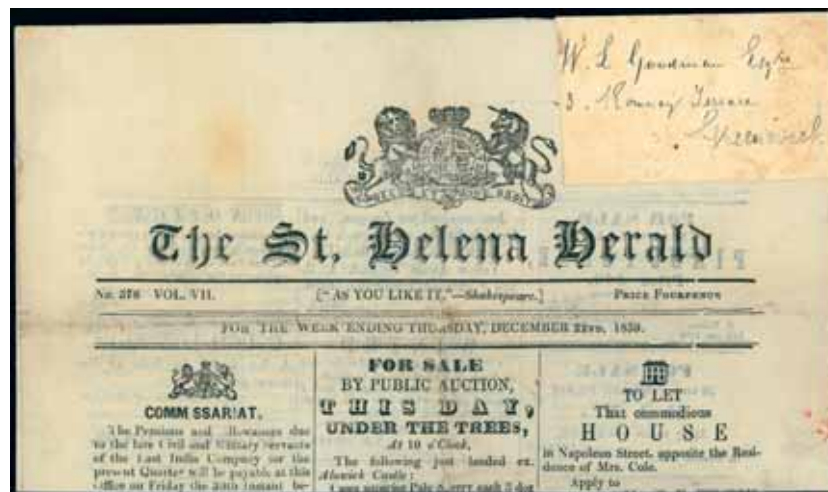 W. L Goodman Esqre
3. Romney Terrace
Greenwich
The St. Helena Herald
No. 376 VOL. VII.
["AS YOU LIKE IT,"—Shakespeare.]
PRICE FOURPENCE
FOR THE WEEK ENDING THURSDAY, DECEMBER 22ND, 1859.
COMM SSARIAT.
The Pensions and Allowances due
to the late Civil and Military Servants
of the East India Company for the
present Quarter will be payable at this
Office on Friday the 30th Instant be-
FOR SALE
BY PUBLIC AUCTION,
THIS DAY,
UNDER THE TREES,
At 10 o'Clock,
The following just landed ex.
Alnwick Castle:
each 3 doz
TO LET
That commodious
HOUSE
in Napoleon Street, opposite the Resi-
dence of Mrs. Cole.
Apply to